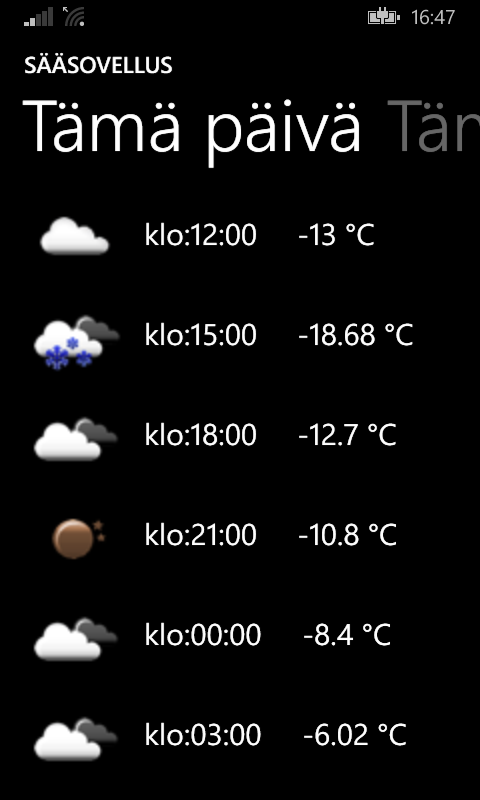 16:47
SÄÄSOVELLUS
Tämä päivä
klo:12:00 -13 °C
klo:15:00 -18.68 °C
klo:18:00 -12.7 °C
klo:21:00 -10.8 °C
klo:00:00 -8.4 °C
klo:03:00 -6.02 °C